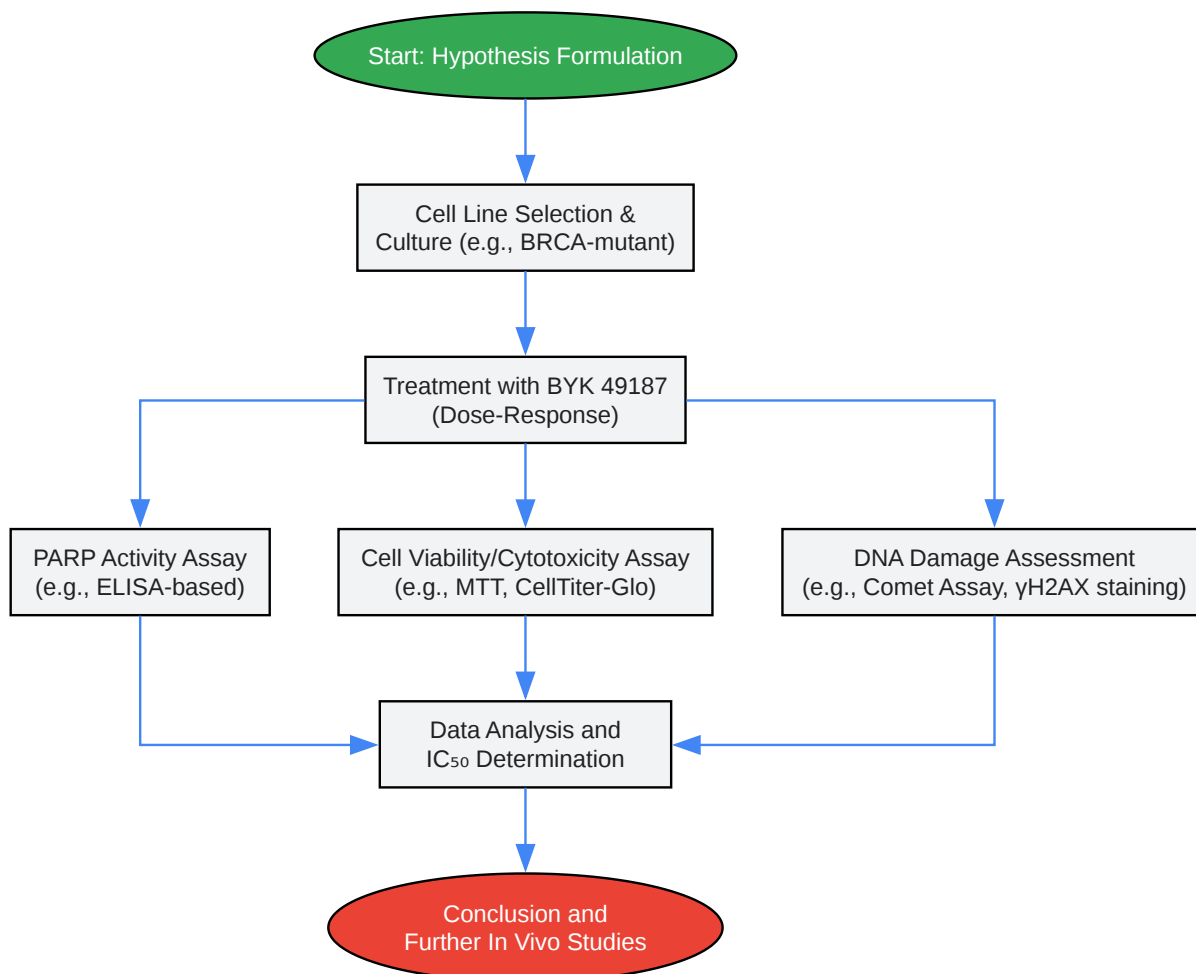 Start: Hypothesis Formulation
Cell Line Selection &
Culture (e.g., BRCA-mutant)
Treatment with BYK 49187
(Dose-Response)
PARP Activity Assay
(e.g., ELISA-based)
Cell Viability/Cytotoxicity Assay
(e.g., MTT, CellTiter-Glo)
DNA Damage Assessment
(e.g., Comet Assay, γH2AX staining)
Data Analysis and
IC₅₀ Determination
Conclusion and
Further In Vivo Studies